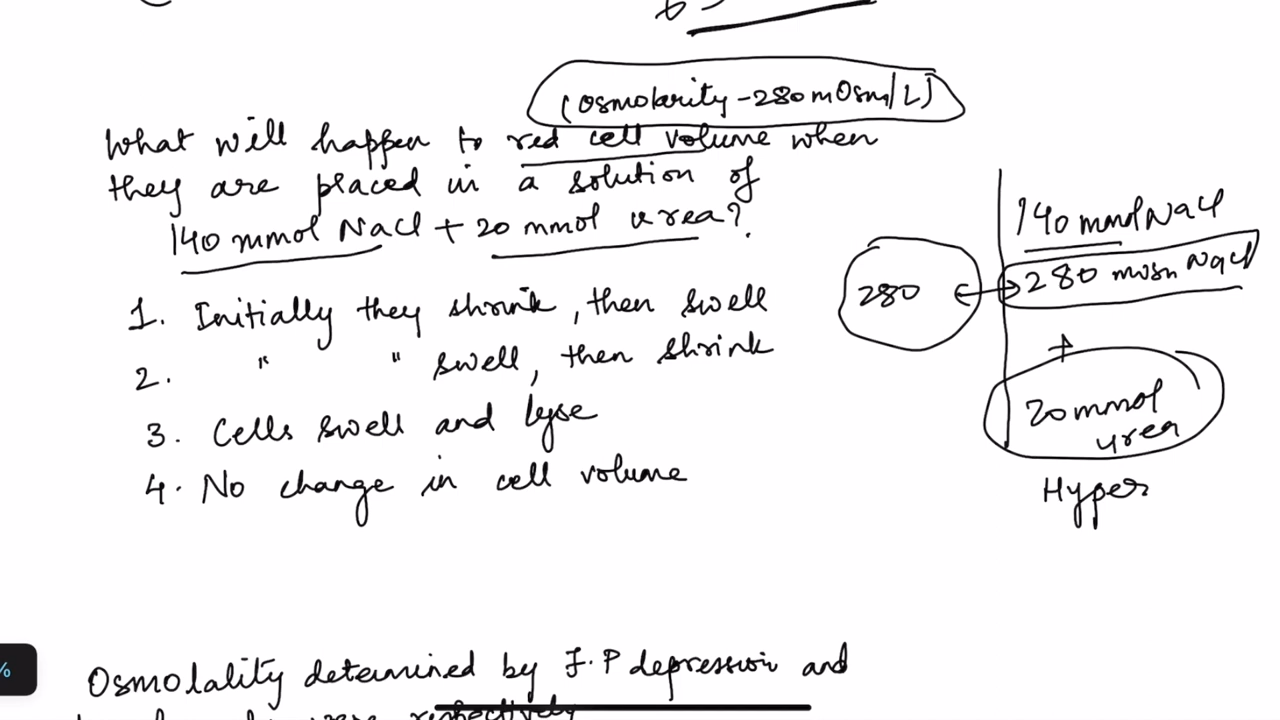 (Osmolarity - 280 mOsm/L)
What will happen to red cell volume when
they are placed in a solution of
140 mmol NaCl + 20 mmol urea?
1. Initially they shrink, then swell
2. " " swell, then shrink
3. Cells swell and lyse
4. No change in cell volume
140 mmol NaCl
280
280 mosm NaCl
+
20 mmol
urea
Hyper
%
Osmolality determined by F.P depression and
respectively